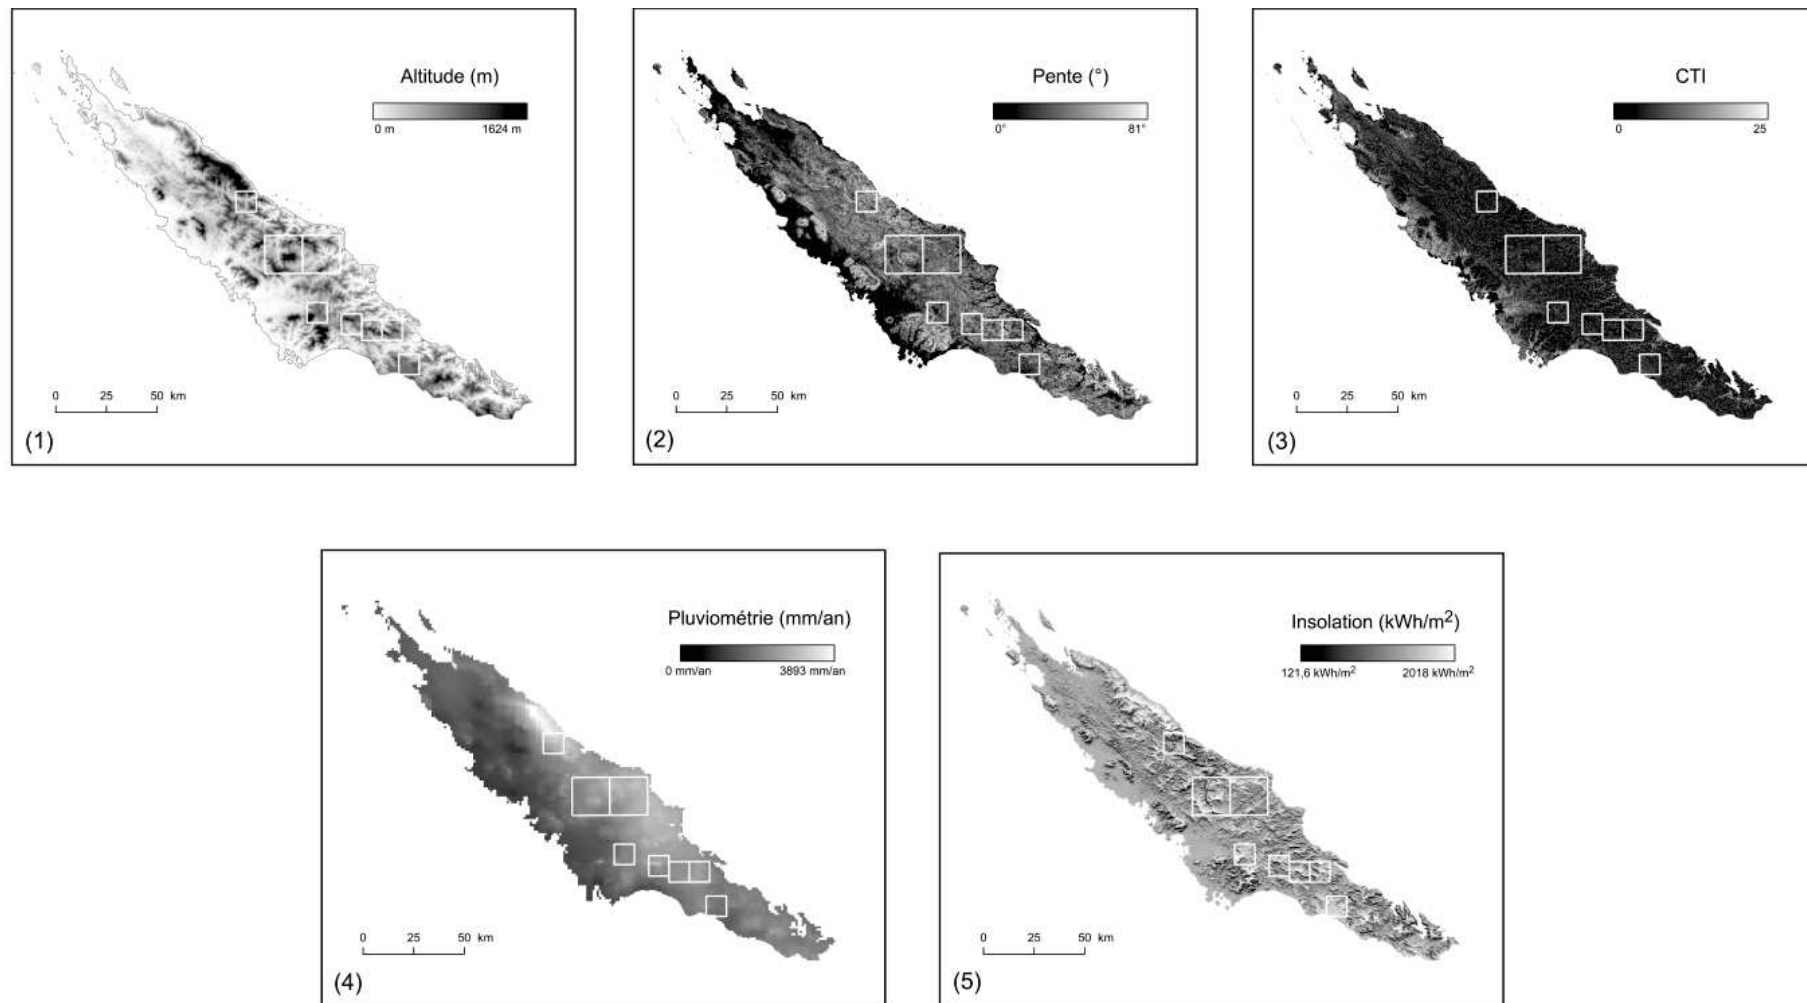 Altitude (m)
0 m 1624 m
0 25 50 km
(1)
Pente (°)
0° 81°
0 25 50 km
(2)
CTI
0 25
0 25 50 km
(3)
Pluviométrie (mm/an)
0 mm/an 3893 mm/an
0 25 50 km
(4)
Insolation (kWh/m²)
121,6 kWh/m² 2018 kWh/m²
0 25 50 km
(5)